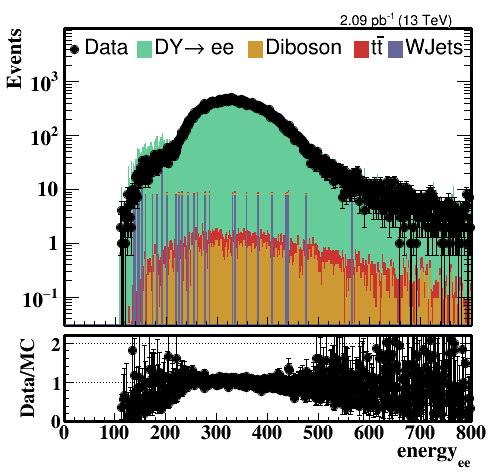 2.09 pb⁻¹ (13 TeV)
Events
Data DY→ ee Diboson tt̄ WJets
10³
10²
10
1
10⁻¹
Data/MC
2
1
0
0 100 200 300 400 500 600 700 800
energy_ee